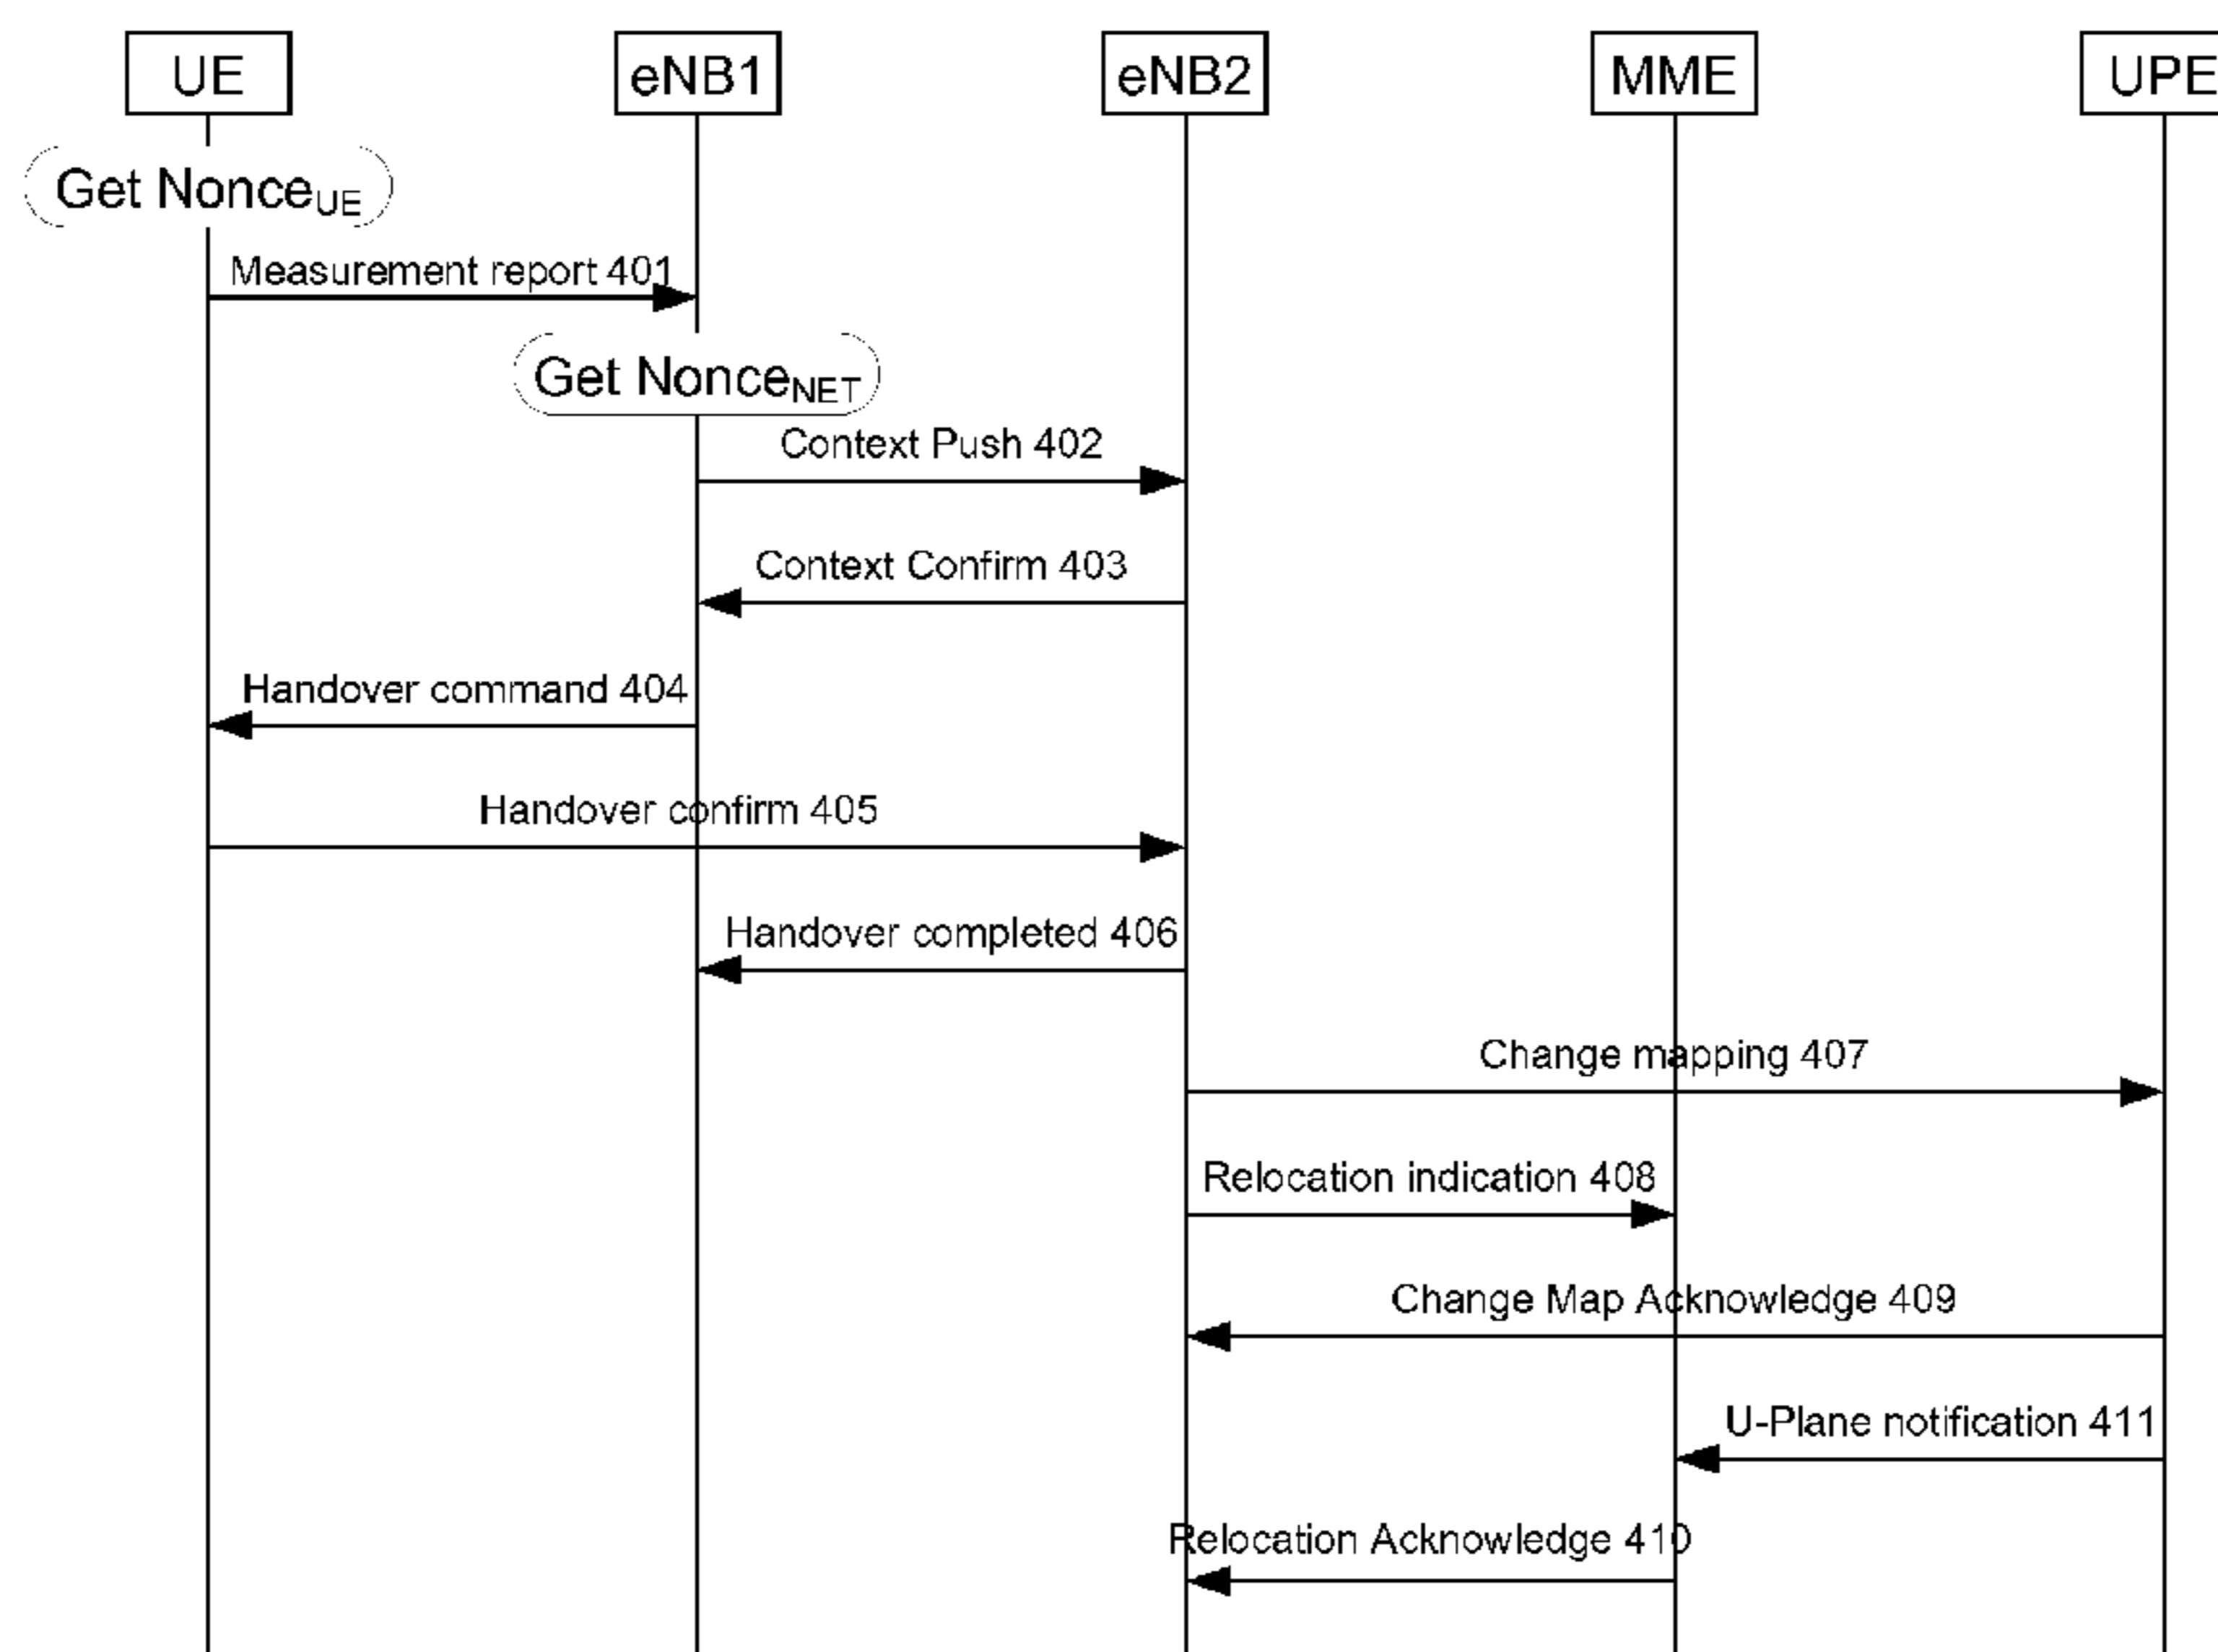 UE eNB1 eNB2 MME UPE
Get NonceUE
Measurement report 401
Get NonceNET
Context Push 402
Context Confirm 403
Handover command 404
Handover confirm 405
Handover completed 406
Change mapping 407
Relocation indication 408
Change Map Acknowledge 409
U-Plane notification 411
Relocation Acknowledge 410